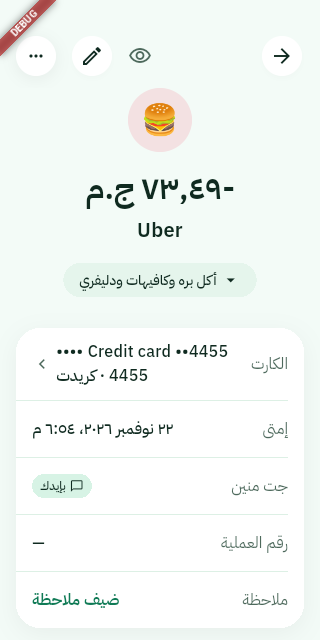 DEBUG
-٧٣,٤٩ ج.م
Uber
أكل بره وكافيهات ودليفري
الكارت
•••• Credit card ••4455
كريدت · 4455
إمتى
٢٢ نوفمبر ٢٠٢٦، ٦:٥٤ م
جت منين
بإيدك
رقم العملية
—
ملاحظة
ضيف ملاحظة